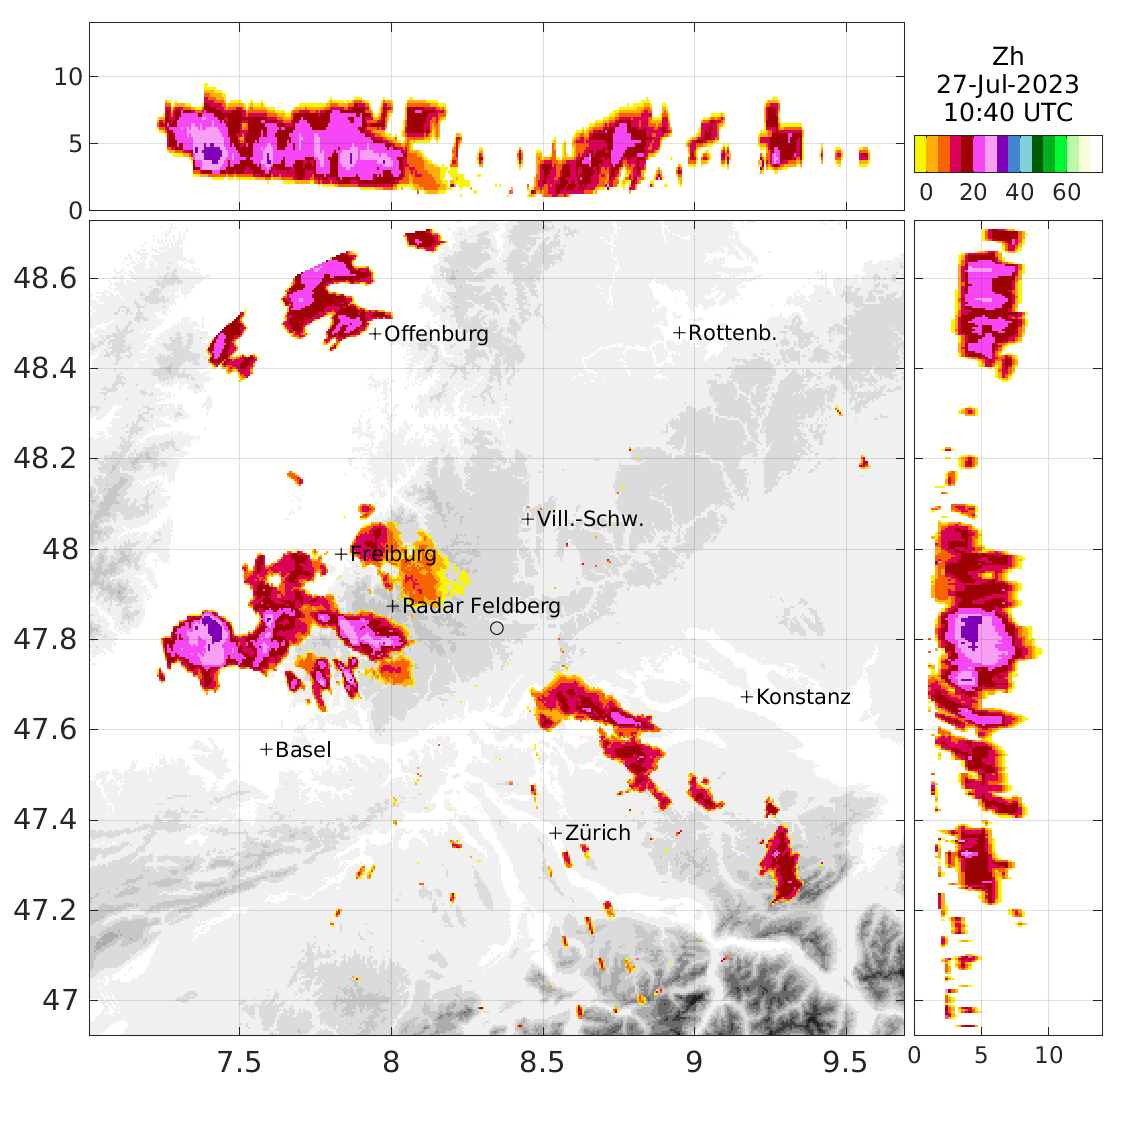 Zh
27-Jul-2023
10:40 UTC
10
5
0
0 20 40 60
48.6
Offenburg
Rottenb.
48.4
48.2
Vill.-Schw.
48
Freiburg
Radar Feldberg
47.8
Konstanz
47.6
Basel
47.4
Zürich
47.2
47
7.5 8 8.5 9 9.5
0 5 10